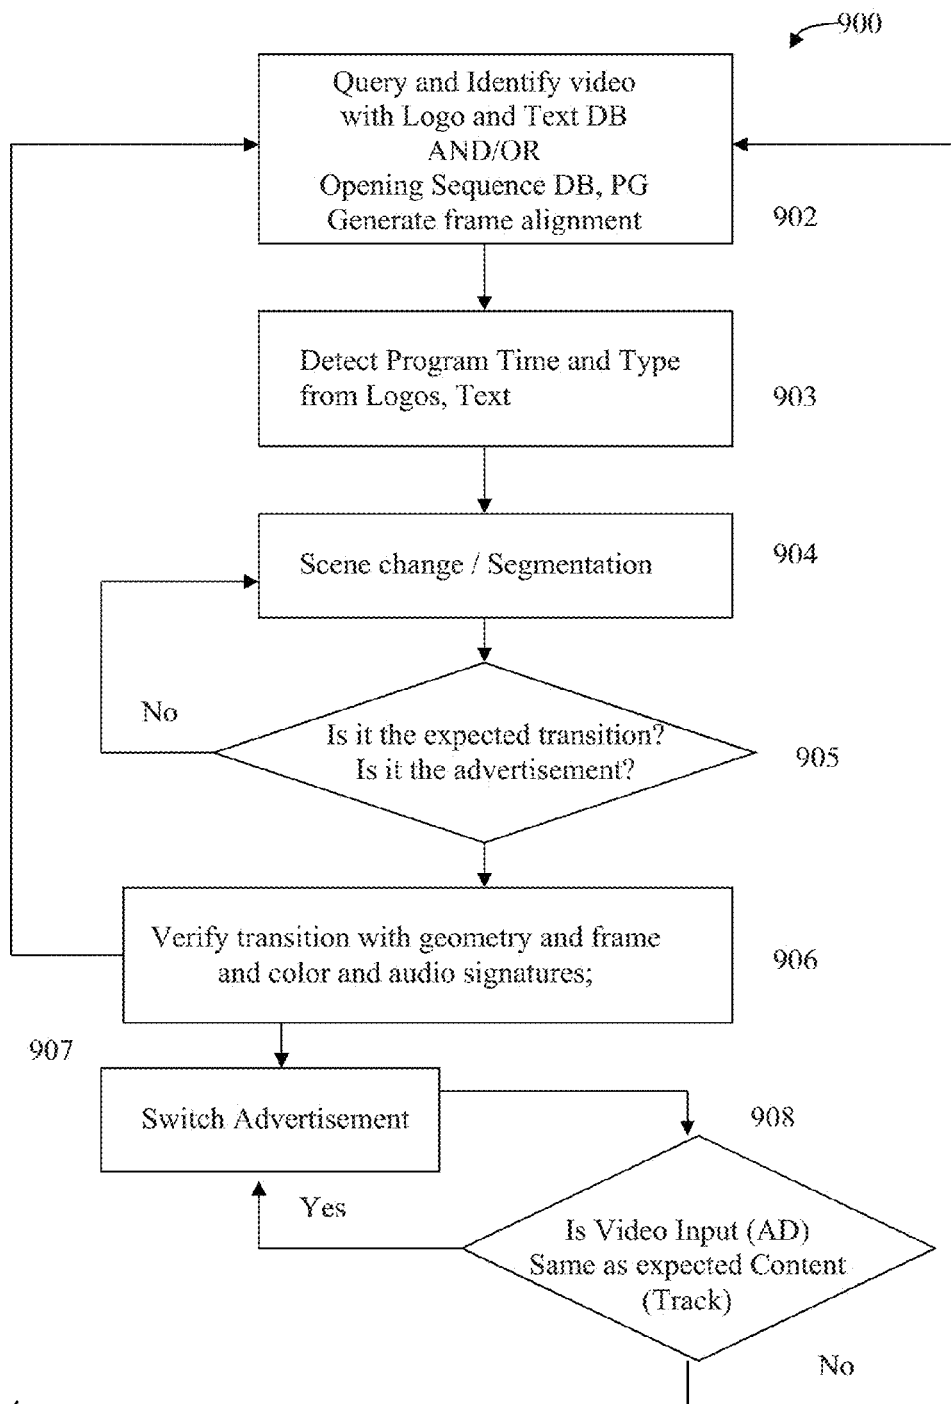 900
Query and Identify video
with Logo and Text DB
AND/OR
Opening Sequence DB, PG
Generate frame alignment
902
Detect Program Time and Type
from Logos, Text
903
Scene change / Segmentation
904
No
Is it the expected transition?
Is it the advertisement?
905
Verify transition with geometry and frame
and color and audio signatures;
906
907
Switch Advertisement
908
Yes
Is Video Input (AD)
Same as expected Content
(Track)
No